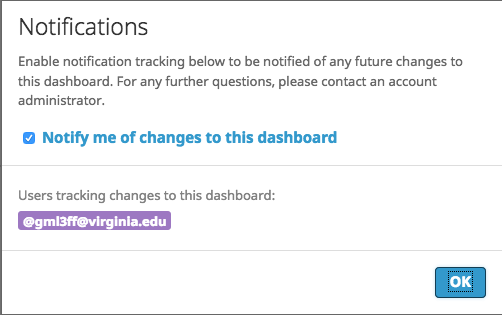 Notifications
Enable notification tracking below to be notified of any future changes to
this dashboard. For any further questions, please contact an account
administrator.
Notify me of changes to this dashboard
Users tracking changes to this dashboard:
@gml3ff@virginia.edu
OK